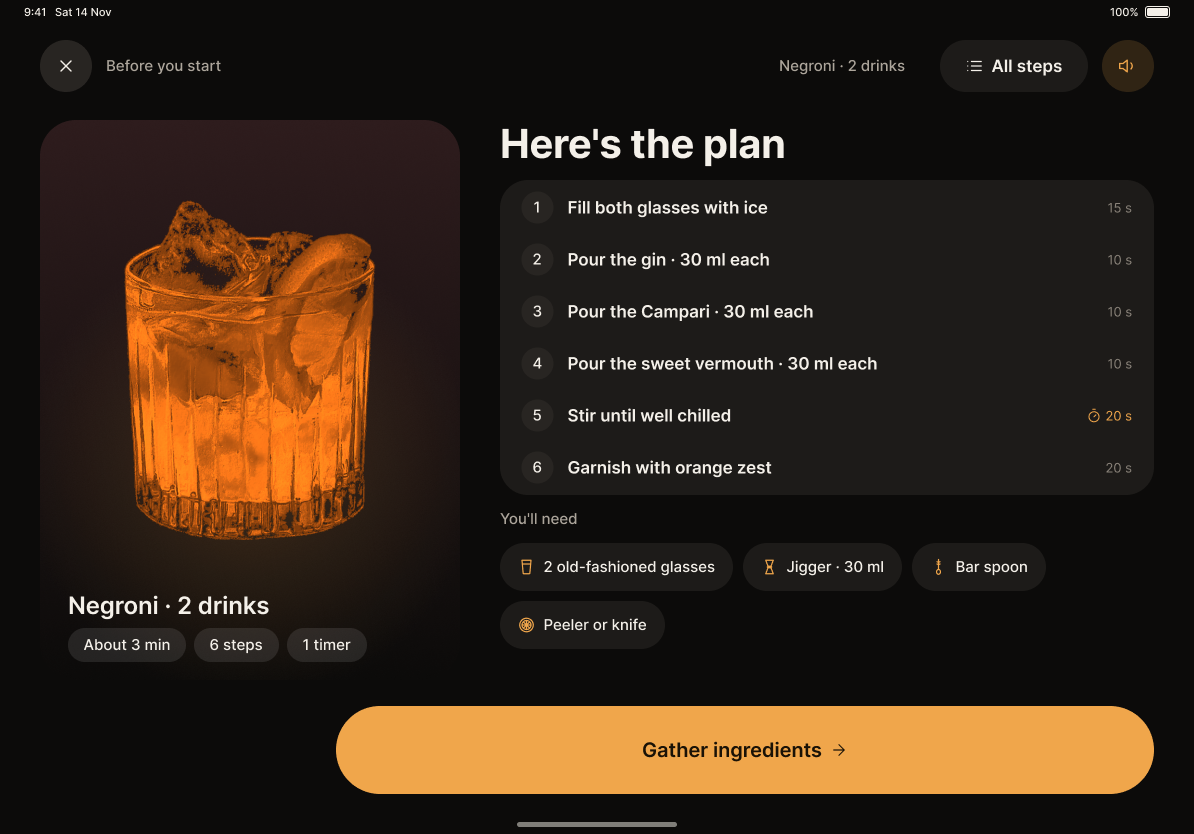 9:41 Sat 14 Nov
100%
Before you start
Negroni · 2 drinks
All steps
Here's the plan
1 Fill both glasses with ice 15 s
2 Pour the gin · 30 ml each 10 s
3 Pour the Campari · 30 ml each 10 s
4 Pour the sweet vermouth · 30 ml each 10 s
5 Stir until well chilled 20 s
6 Garnish with orange zest 20 s
You'll need
2 old-fashioned glasses
Jigger · 30 ml
Bar spoon
Peeler or knife
Negroni · 2 drinks
About 3 min
6 steps
1 timer
Gather ingredients →